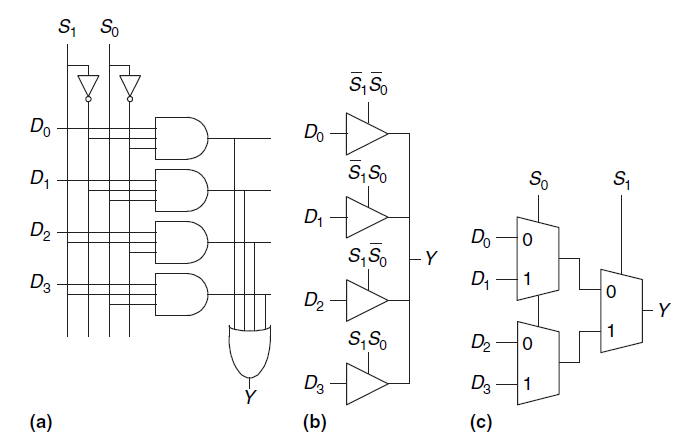 S₁ S₀
D₀
D₁
D₂
D₃
Y
(a)
S̅₁S̅₀
D₀
S̅₁S₀
D₁
S₁S̅₀
Y
D₂
S₁S₀
D₃
(b)
S₀ S₁
D₀ 0
D₁ 1
0
Y
1
D₂ 0
D₃ 1
(c)